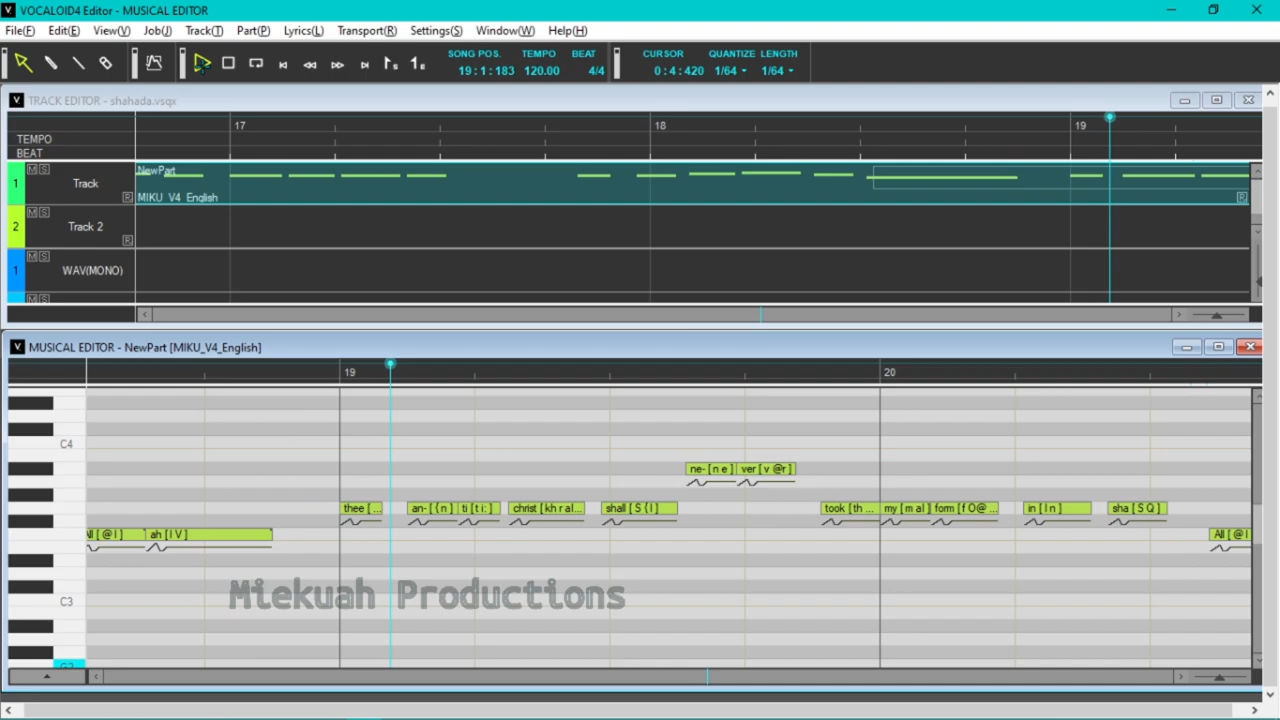 VOCALOID4 Editor - MUSICAL EDITOR
File(F) Edit(E) View(V) Job(J) Track(T) Part(P) Lyrics(L) Transport(R) Settings(S) Window(W) Help(H)
SONG POS. TEMPO BEAT CURSOR QUANTIZE LENGTH
19:1:183 120.00 4/4 0:4:420 1/64 1/64
TRACK EDITOR - shahada.vsqx
17 18 19
TEMPO
BEAT
M S NewPart
1 Track
R MIKU_V4_English R
M S
2 Track 2
R
M S
1 WAV(MONO)
M S
MUSICAL EDITOR - NewPart [MIKU_V4_English]
19 20
C4
ne- [ n e ] ver [ v @r ]
thee [ ... an- [ { n ] ti [ t i: ] christ [ kh r aI... shall [ S { l ] took [ th ... my [ m aI ] form [ f O@ ... in [ I n ] sha [ S Q ]
[ @ l ] ah [ l V ] All [ @ l
Miekuah Productions
C3